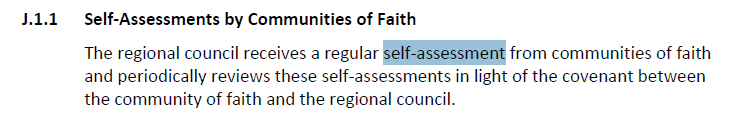 J.1.1 Self-Assessments by Communities of Faith
The regional council receives a regular self-assessment from communities of faith
and periodically reviews these self-assessments in light of the covenant between
the community of faith and the regional council.